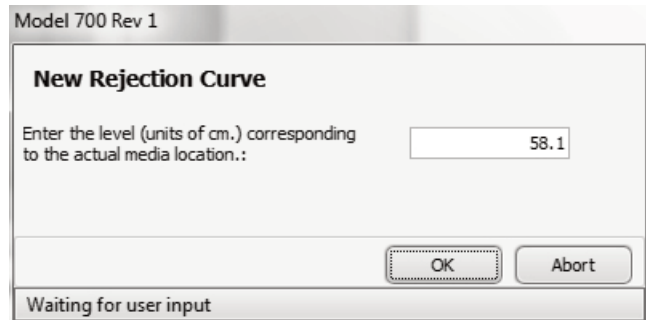 Model 700 Rev 1
New Rejection Curve
Enter the level (units of cm.) corresponding
to the actual media location.:
58.1
OK
Abort
Waiting for user input